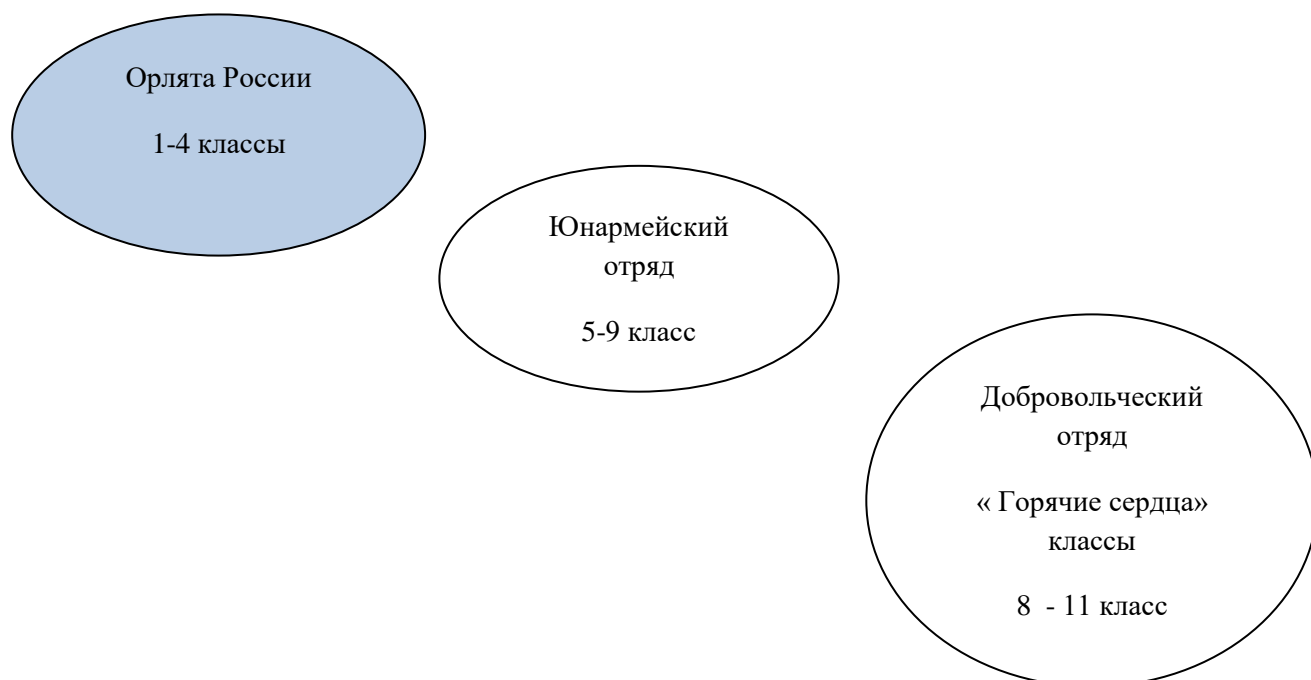 Орлята России
1-4 классы
Юнармейский
отряд
5-9 класс
Добровольческий
отряд
« Горячие сердца»
классы
8  - 11 класс